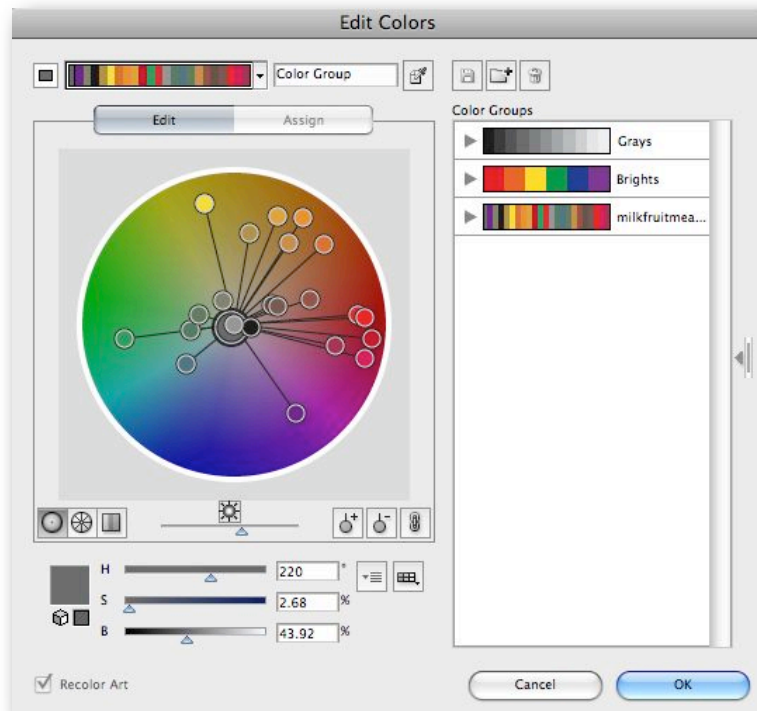 Edit Colors
Color Group
Edit Assign
Color Groups
Grays
Brights
milkfruitmea...
H 220 °
S 2.68 %
B 43.92 %
Recolor Art
Cancel OK